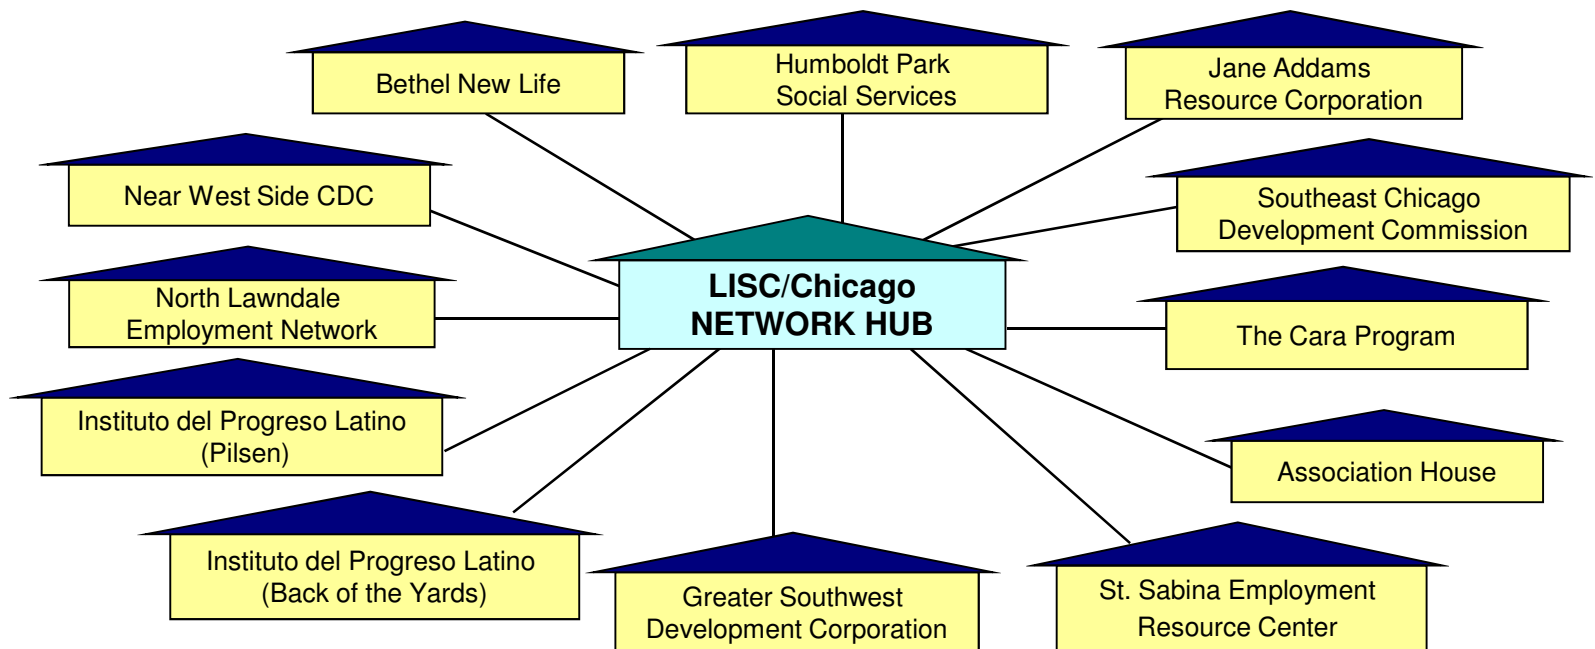 Bethel New Life
Humboldt Park
Social Services
Jane Addams
Resource Corporation
Near West Side CDC
Southeast Chicago
Development Commission
North Lawndale
Employment Network
LISC/Chicago
NETWORK HUB
The Cara Program
Instituto del Progreso Latino
(Pilsen)
Association House
Instituto del Progreso Latino
(Back of the Yards)
Greater Southwest
Development Corporation
St. Sabina Employment
Resource Center